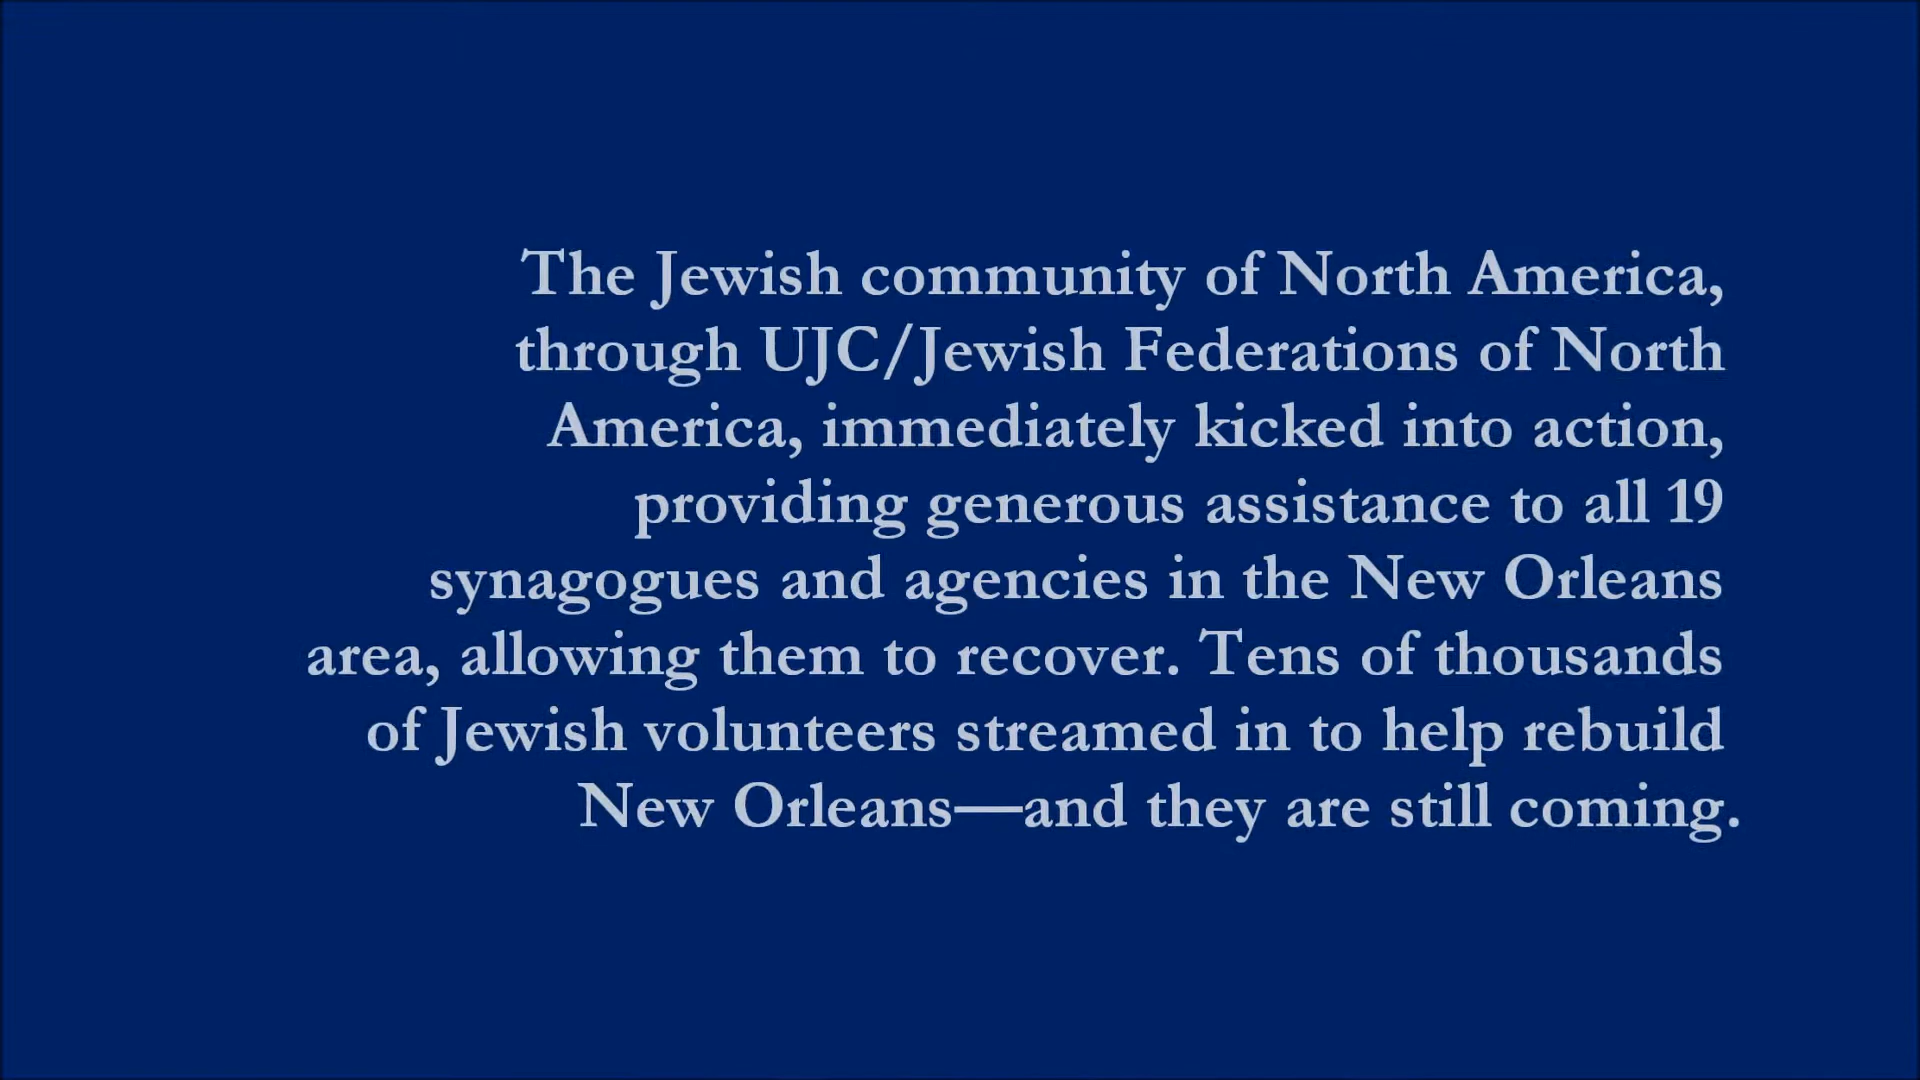 The Jewish community of North America,
through UJC/Jewish Federations of North
America, immediately kicked into action,
providing generous assistance to all 19
synagogues and agencies in the New Orleans
area, allowing them to recover. Tens of thousands
of Jewish volunteers streamed in to help rebuild
New Orleans—and they are still coming.